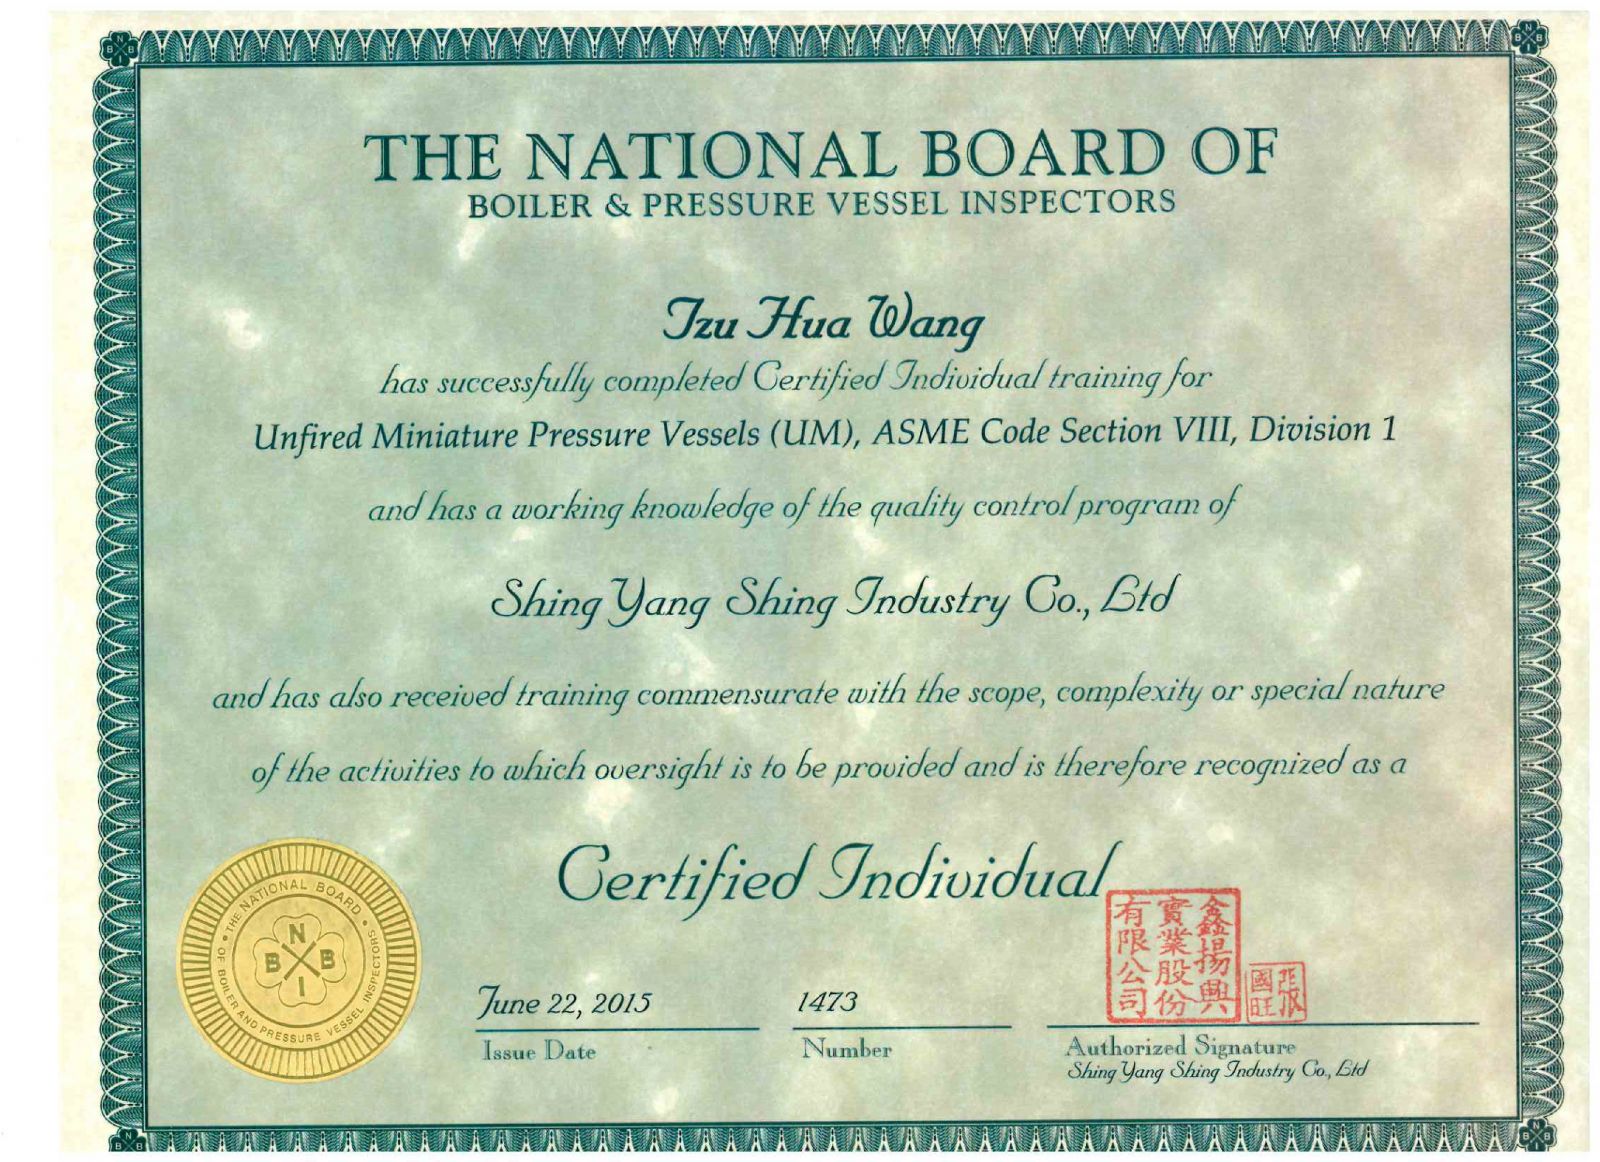 THE NATIONAL BOARD OF
BOILER & PRESSURE VESSEL INSPECTORS
Tzu Hua Wang
has successfully completed Certified Individual training for
Unfired Miniature Pressure Vessels (UM), ASME Code Section VIII, Division 1
and has a working knowledge of the quality control program of
Shing Yang Shing Industry Co., Ltd
and has also received training commensurate with the scope, complexity or special nature
of the activities to which oversight is to be provided and is therefore recognized as a
Certified Individual
THE NATIONAL BOARD • OF BOILER AND PRESSURE VESSEL INSPECTORS •
N
B B
I
鑫揚興
實業股份
有限公司
張
國旺
June 22, 2015 1473
Issue Date Number Authorized Signature
Shing Yang Shing Industry Co., Ltd